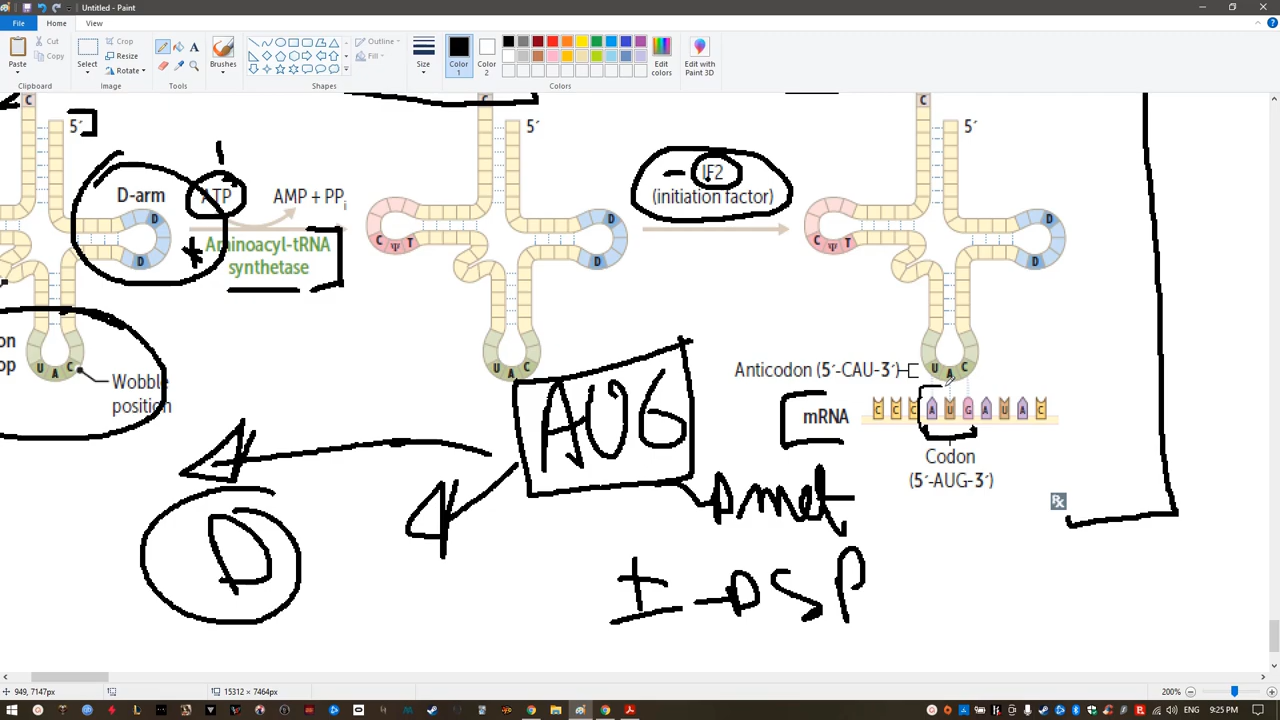 Untitled - Paint
File Home View
Paste
Cut
Copy
Clipboard
Select
Crop
Resize
Rotate
Image
Tools
Brushes
Shapes
Outline
Fill
Size
Color 1
Color 2
Edit colors
Edit with Paint 3D
Colors
C C C
5´ 5´ 5´
D-arm
ATP AMP + PPi
Aminoacyl-tRNA
synthetase
IF2
(initiation factor)
D D
C Ψ T D D
C Ψ T D D
U A C
Wobble
position
U A C
Anticodon (5´-CAU-3´)
U A C
mRNA
C C C A U G A U A C
Codon
(5´-AUG-3´)
AUG
met
Rx
949, 7147px
15312 × 7464px
200%
ENG 9:25 PM